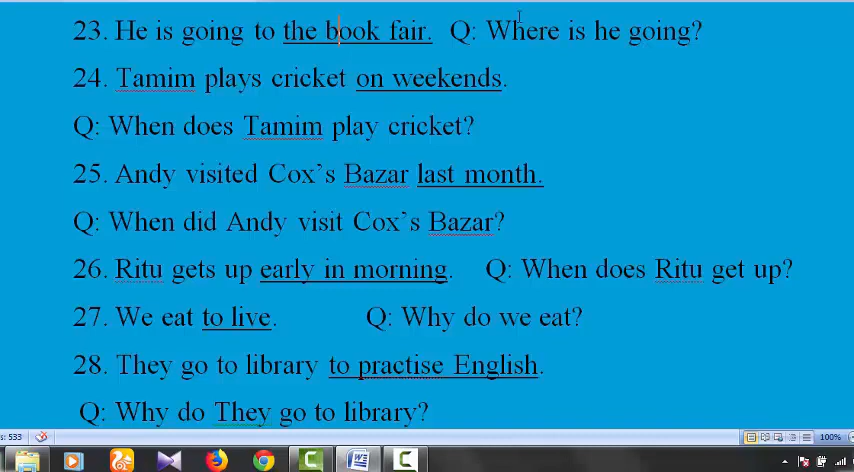 23. He is going to the book fair. Q: Where is he going?
24. Tamim plays cricket on weekends.
Q: When does Tamim play cricket?
25. Andy visited Cox’s Bazar last month.
Q: When did Andy visit Cox’s Bazar?
26. Ritu gets up early in morning. Q: When does Ritu get up?
27. We eat to live. Q: Why do we eat?
28. They go to library to practise English.
Q: Why do They go to library?
s: 533 100%